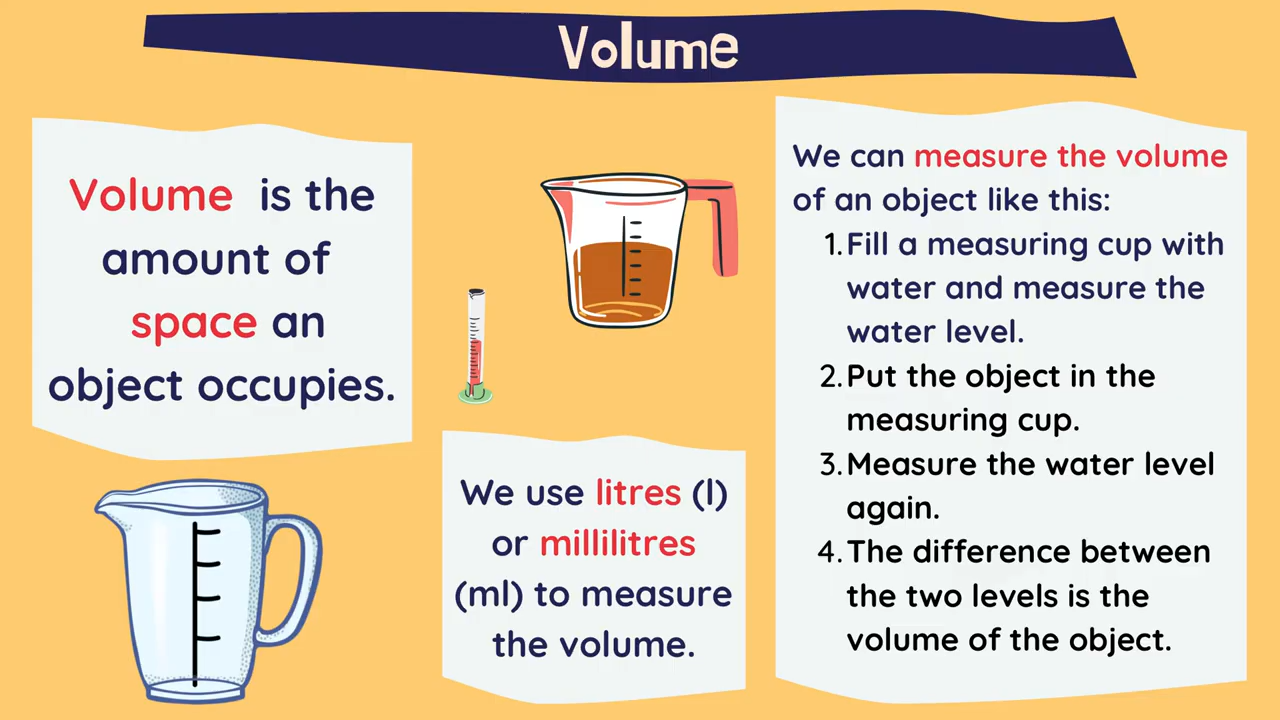 Volume
Volume is the
amount of
space an
object occupies.
We use litres (l)
or millilitres
(ml) to measure
the volume.
We can measure the volume
of an object like this:
1. Fill a measuring cup with
water and measure the
water level.
2. Put the object in the
measuring cup.
3. Measure the water level
again.
4. The difference between
the two levels is the
volume of the object.